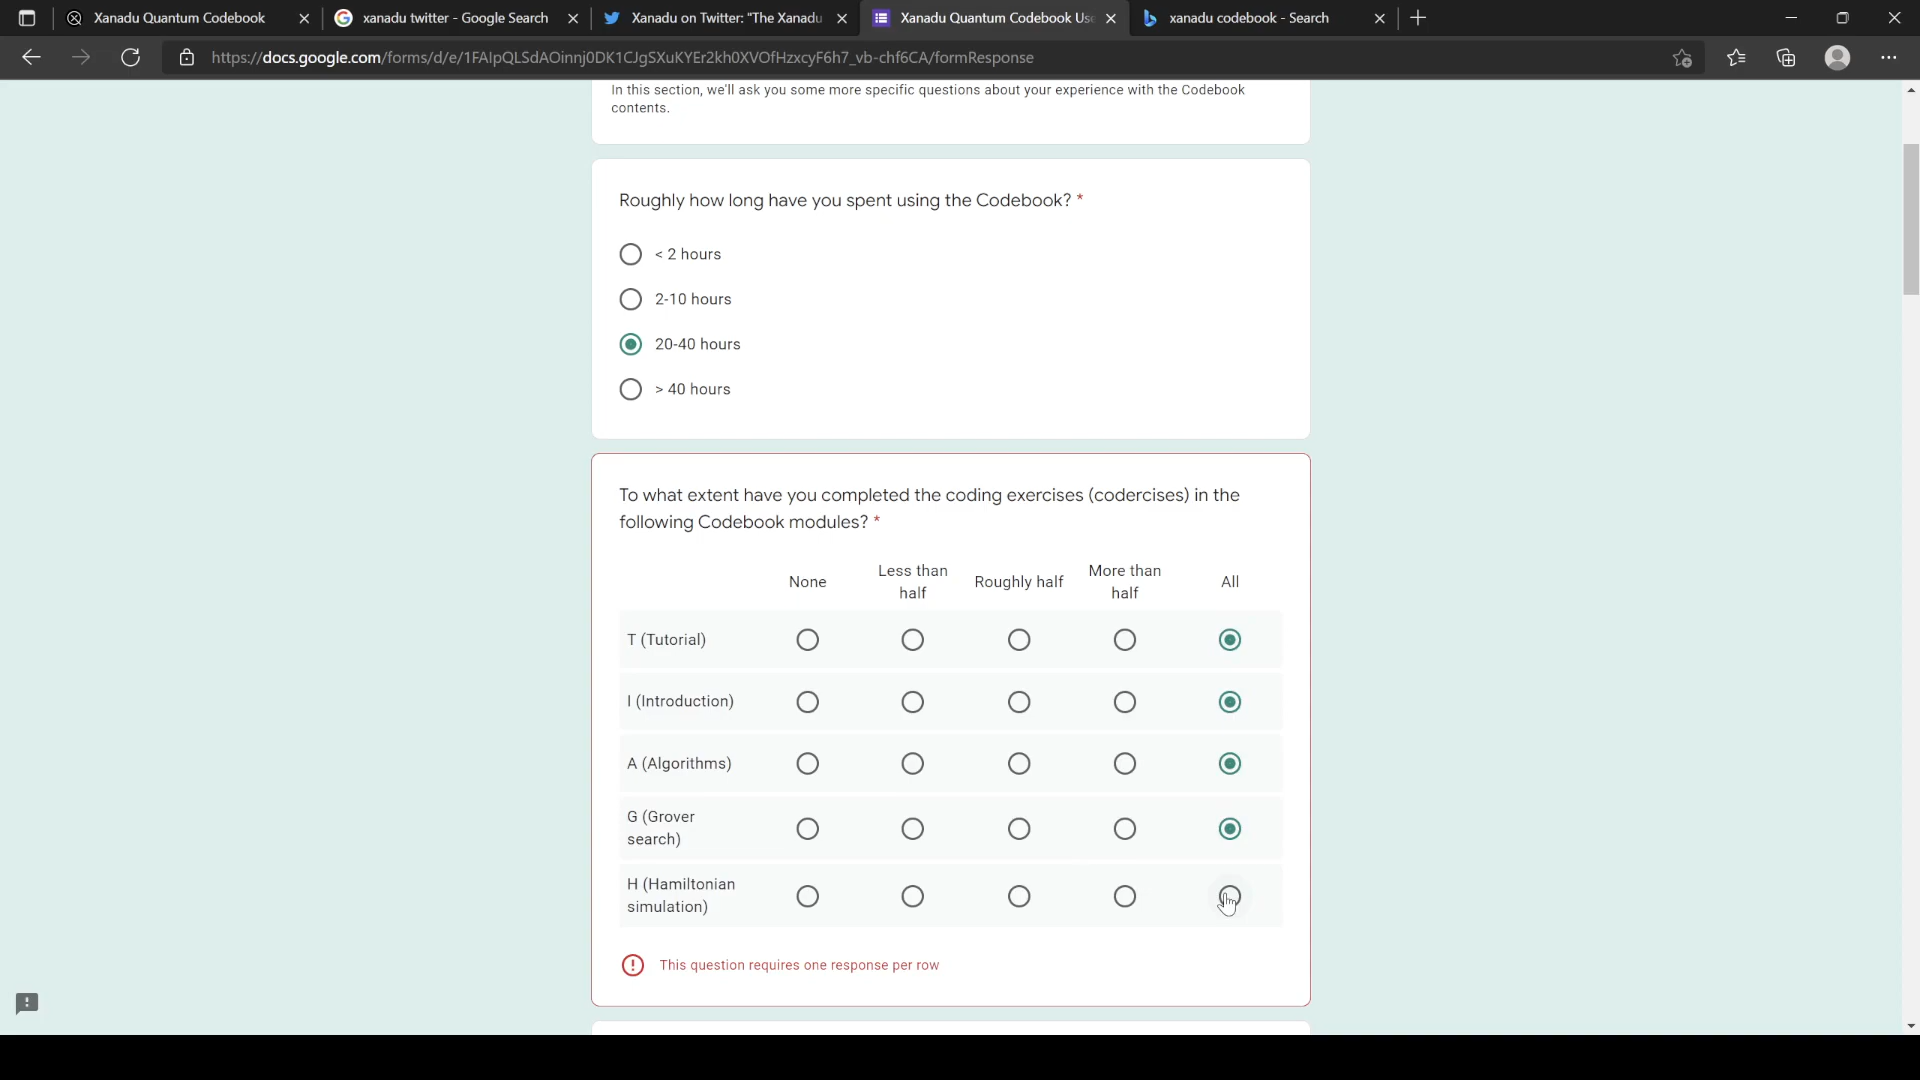 Xanadu Quantum Codebook
xanadu twitter - Google Search
Xanadu on Twitter: "The Xanadu
Xanadu Quantum Codebook Use
xanadu codebook - Search
https://docs.google.com/forms/d/e/1FAIpQLSdAOinnj0DK1CJgSXuKYEr2kh0XVOfHzxcyF6h7_vb-chf6CA/formResponse
In this section, we'll ask you some more specific questions about your experience with the Codebook
contents.
Roughly how long have you spent using the Codebook? *
< 2 hours
2-10 hours
20-40 hours
> 40 hours
To what extent have you completed the coding exercises (codercises) in the
following Codebook modules? *
None
Less than
half
Roughly half
More than
half
All
T (Tutorial)
I (Introduction)
A (Algorithms)
G (Grover
search)
H (Hamiltonian
simulation)
This question requires one response per row